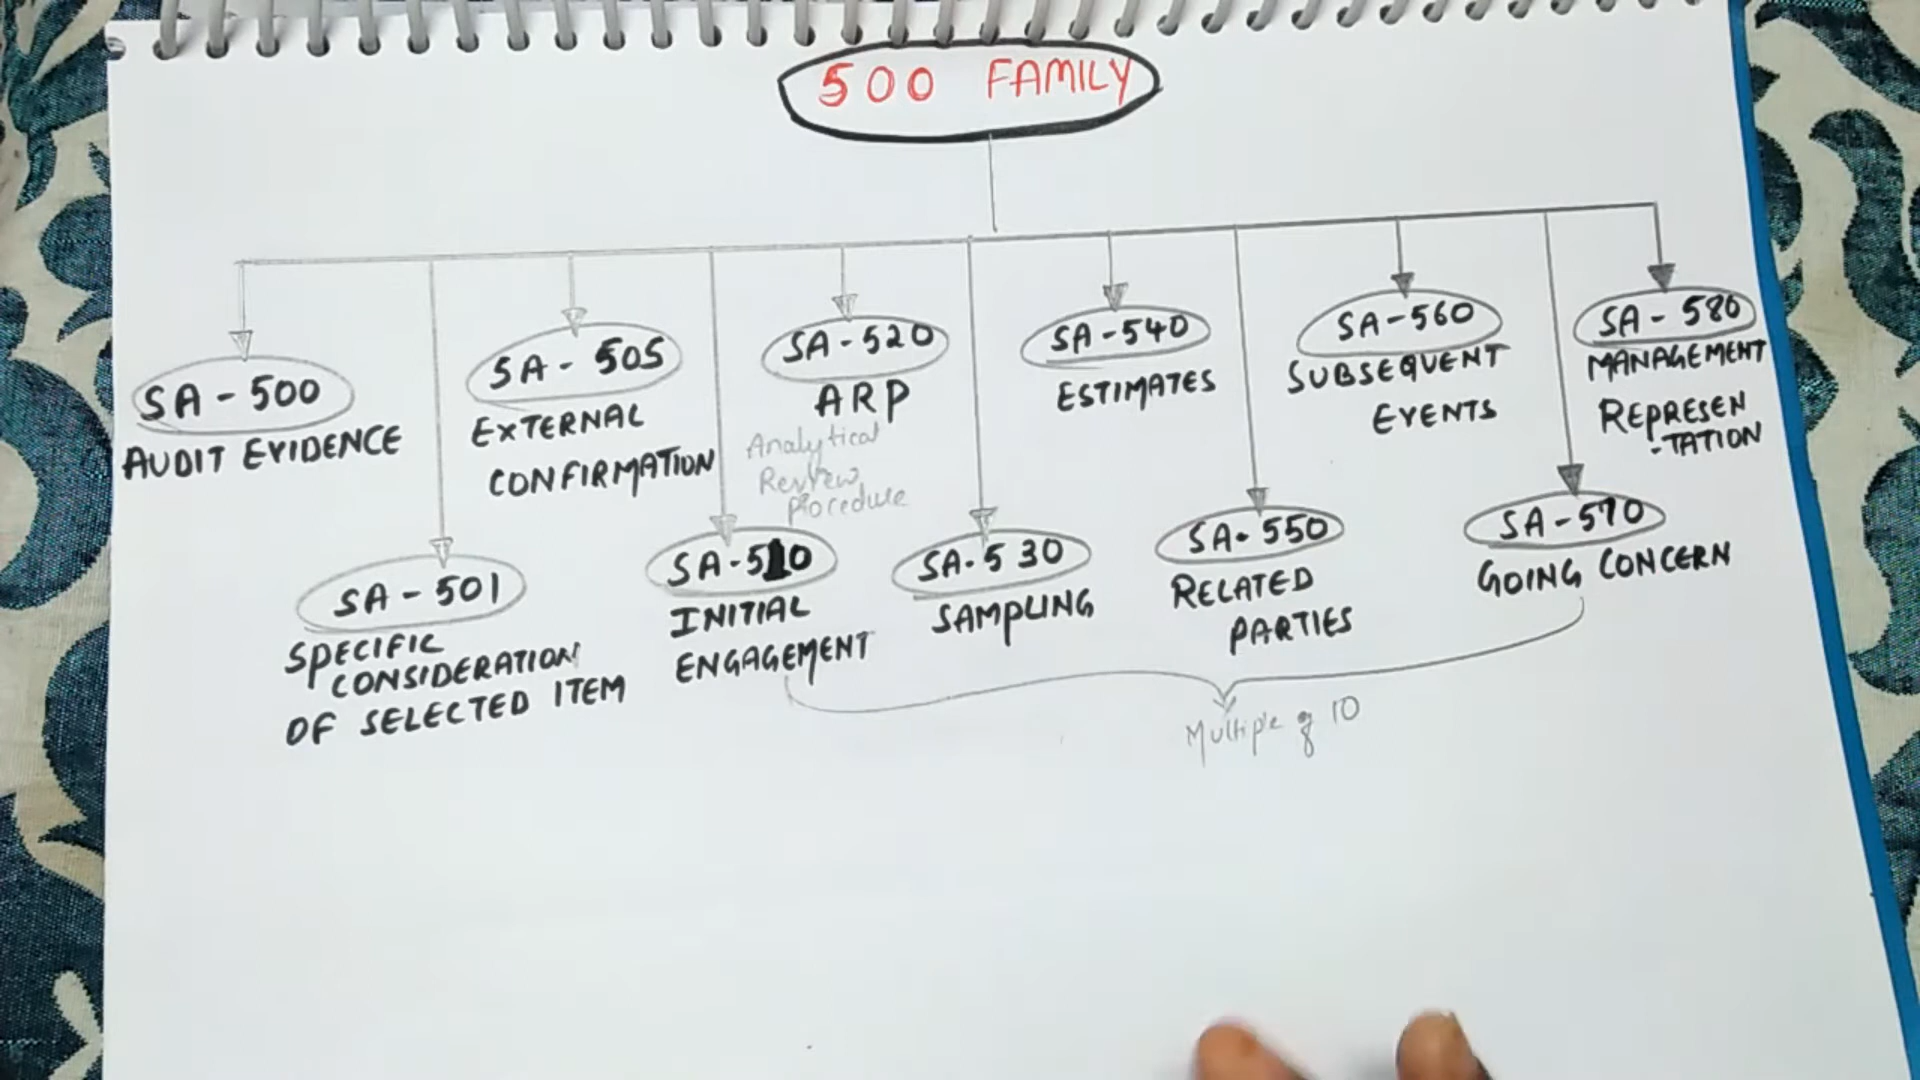 500 FAMILY
SA-500
AUDIT EVIDENCE
SA-501
SPECIFIC
CONSIDERATION
OF SELECTED ITEM
SA-505
EXTERNAL
CONFIRMATION
SA-510
INITIAL
ENGAGEMENT
SA-520
ARP
Analytical
Review
Procedure
SA-530
SAMPLING
SA-540
ESTIMATES
SA-550
RELATED
PARTIES
SA-560
SUBSEQUENT
EVENTS
SA-570
GOING CONCERN
SA-580
MANAGEMENT
REPRESEN
-TATION
Multiple of 10